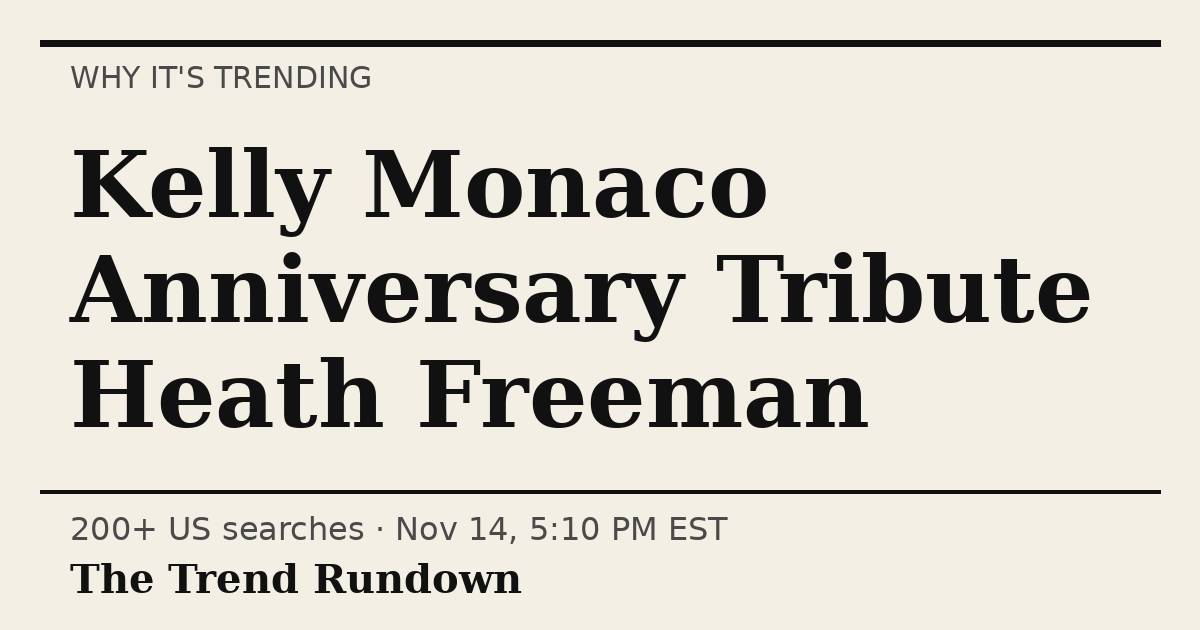 WHY IT'S TRENDING
Kelly Monaco
Anniversary Tribute
Heath Freeman
200+ US searches · Nov 14, 5:10 PM EST
The Trend Rundown